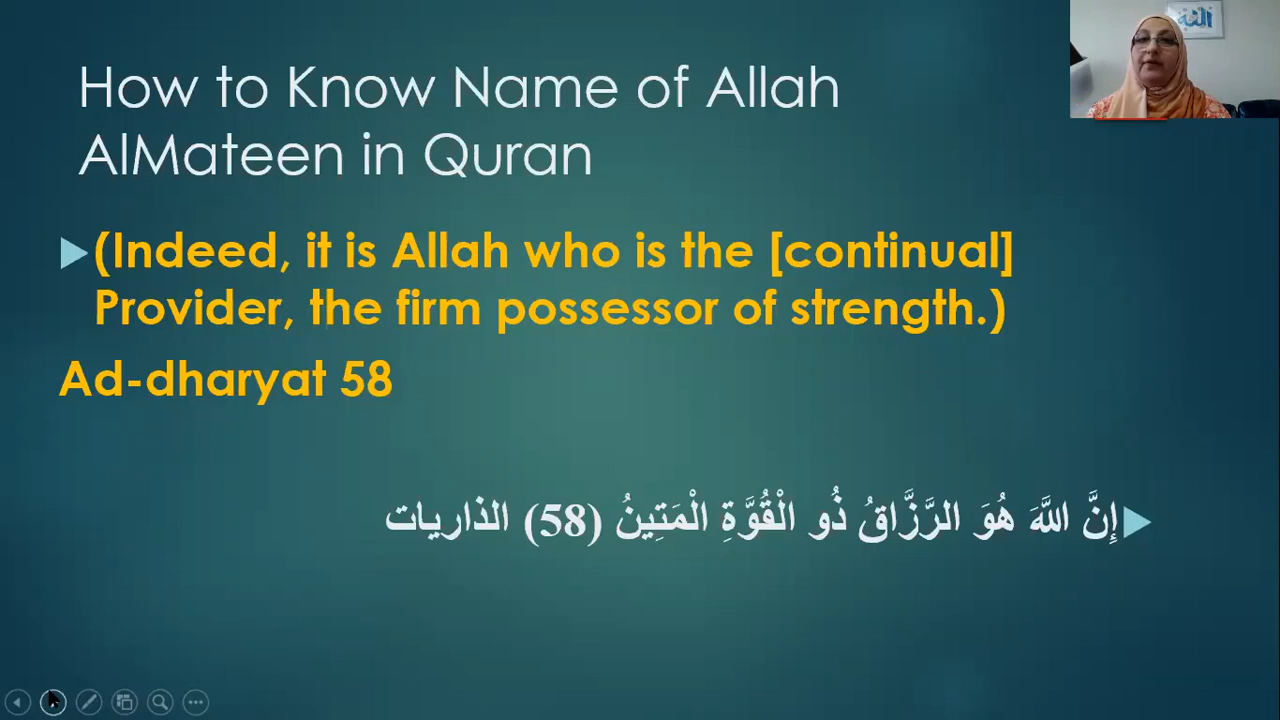 How to Know Name of Allah
AlMateen in Quran
(Indeed, it is Allah who is the [continual]
Provider, the firm possessor of strength.)
Ad-dharyat 58
إِنَّ اللَّهَ هُوَ الرَّزَّاقُ ذُو الْقُوَّةِ الْمَتِينُ (58) الذاريات